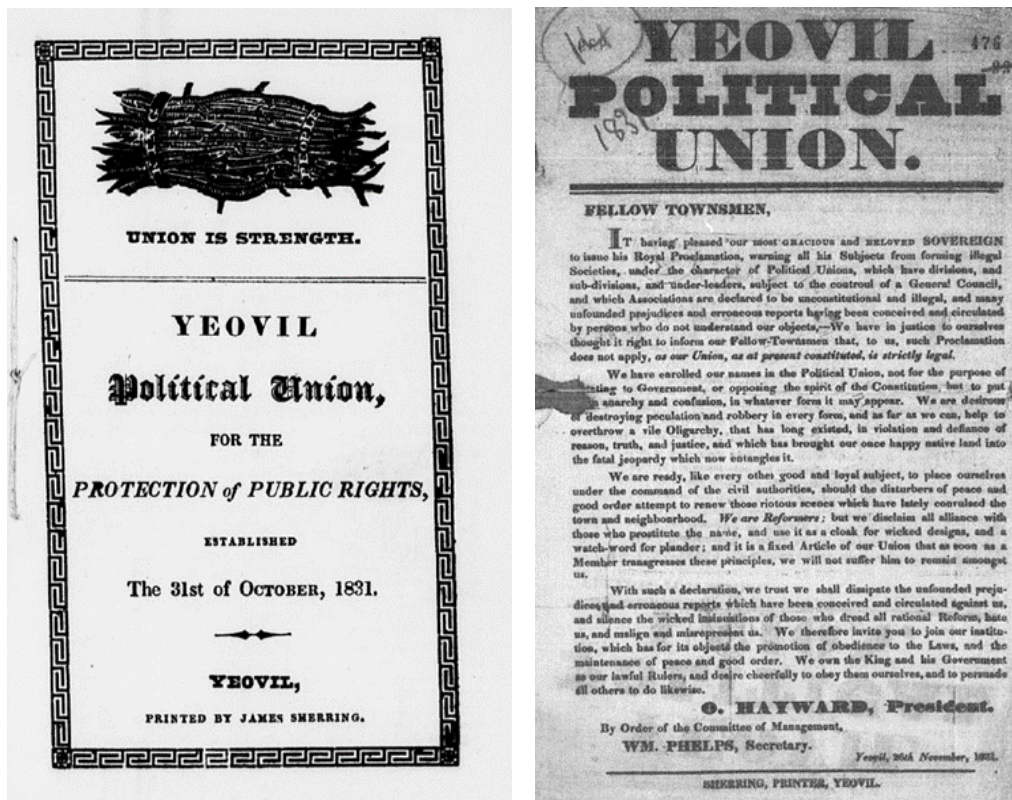 UNION IS STRENGTH.
YEOVIL
Political Union,
FOR THE
PROTECTION of PUBLIC RIGHTS,
ESTABLISHED
The 31st of OCTOBER, 1831.
YEOVIL,
PRINTED BY JAMES SHERRING.
476
1831
YEOVIL
POLITICAL
UNION.
FELLOW TOWNSMEN,
IT having pleased our most GRACIOUS and BELOVED SOVEREIGN
to issue his Royal Proclamation, warning all his Subjects from forming illegal
Societies, under the character of Political Unions, which have divisions, and
sub-divisions, and under-leaders, subject to the controul of a General Council,
and which Associations are declared to be unconstitutional and illegal, and many
unfounded prejudices and erroneous reports having been conceived and circulated
by persons who do not understand our objects,—We have in justice to ourselves
thought it right to inform our Fellow-Townsmen that, to us, such Proclamation
does not apply, as our Union, as at present constituted, is strictly legal.
We have enrolled our names in the Political Union, not for the purpose of
to Government, or opposing the spirit of the Constitution, but to put
anarchy and confusion, in whatever form it may appear. We are desirous
of destroying peculation and robbery in every form, and as far as we can, help to
overthrow a vile Oligarchy, that has long existed, in violation and defiance of
reason, truth, and justice, and which has brought our once happy native land into
the fatal jeopardy which now entangles it.
We are ready, like every other good and loyal subject, to place ourselves
under the command of the civil authorities, should the disturbers of peace and
good order attempt to renew those riotous scenes which have lately convulsed the
town and neighbourhood. We are Reformers; but we disclaim all alliance with
those who prostitute the name, and use it as a cloak for wicked designs, and a
watch-word for plunder; and it is a fixed Article of our Union that as soon as a
Member transgresses these principles, we will not suffer him to remain amongst
us.
With such a declaration, we trust we shall dissipate the unfounded preju-
dices and erroneous reports which have been conceived and circulated against us,
and silence the wicked insinuations of those who dread all rational Reform, hate
us, and malign and misrepresent us. We therefore invite you to join our institu-
tion, which has for its objects the promotion of obedience to the Laws, and the
maintenance of peace and good order. We own the King and his Government
as our lawful Rulers, and desire cheerfully to obey them ourselves, and to persuade
all others to do likewise.
O. HAYWARD, President.
By Order of the Committee of Management,
WM. PHELPS, Secretary.
Yeovil, 26th November, 1831.
SHERRING, PRINTER, YEOVIL.